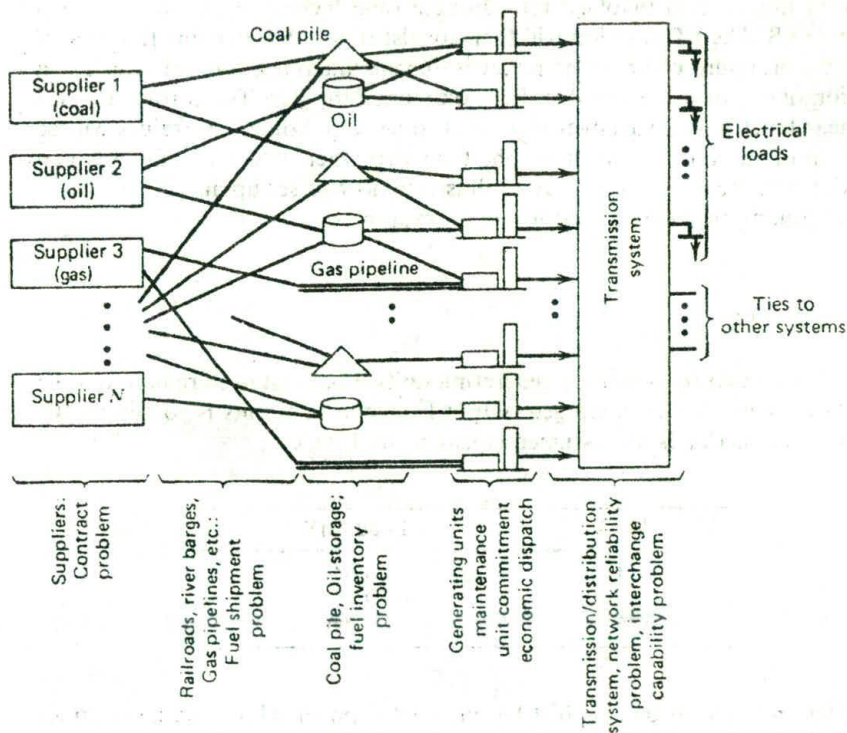 Coal pile
Supplier 1
(coal)
Oil
Supplier 2
(oil)
Supplier 3
(gas)
Gas pipeline
Supplier N
Transmission
system
Electrical
loads
Ties to
other systems
Suppliers:
Contract
problem
Railroads, river barges,
Gas pipelines, etc.:
Fuel shipment
problem
Coal pile, Oil-storage;
fuel inventory
problem
Generating units
maintenance
unit commitment
economic dispatch
Transmission/distribution
system, network reliability
problem, interchange
capability problem